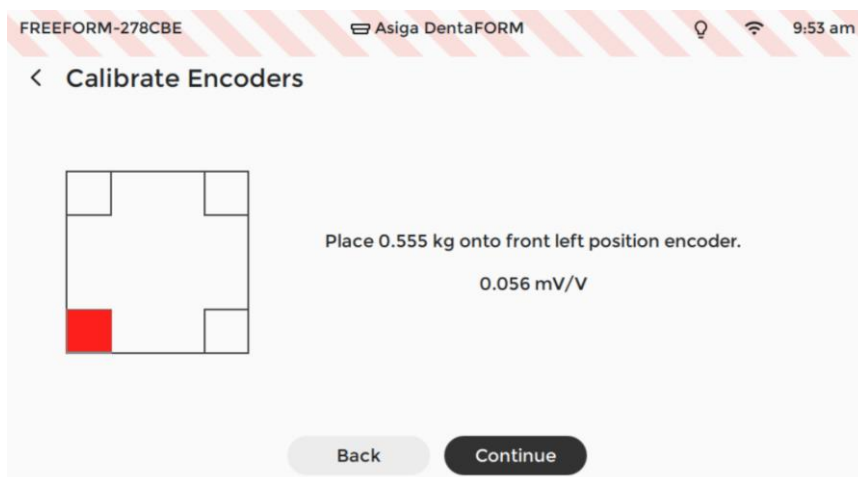 FREEFORM-278CBE Asiga DentaFORM 9:53 am
< Calibrate Encoders
Place 0.555 kg onto front left position encoder.
0.056 mV/V
Back Continue